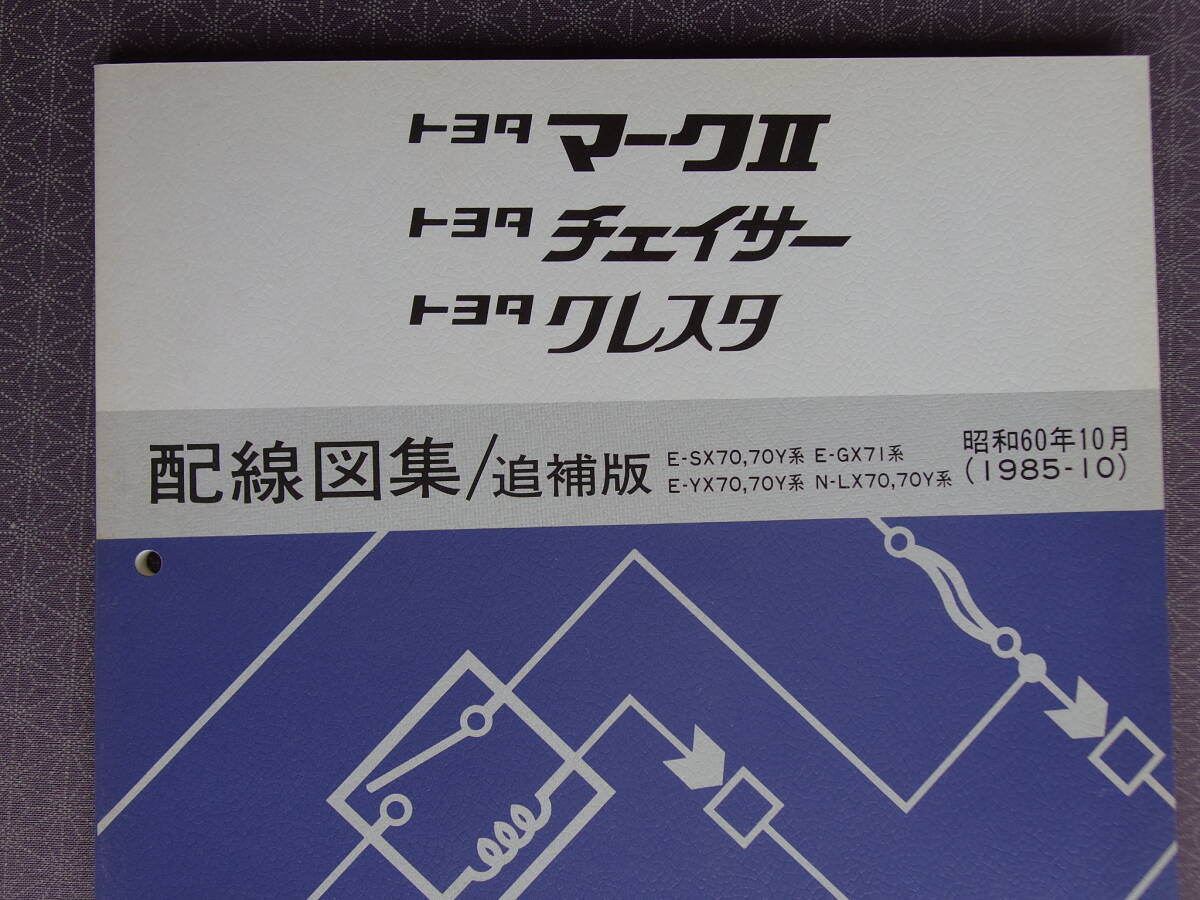 トヨタ マークII
トヨタ チェイサー
トヨタ クレスタ
配線図集/追補版
E-SX70,70Y系 E-GX71系
E-YX70,70Y系 N-LX70,70Y系
昭和60年10月
(1985-10)